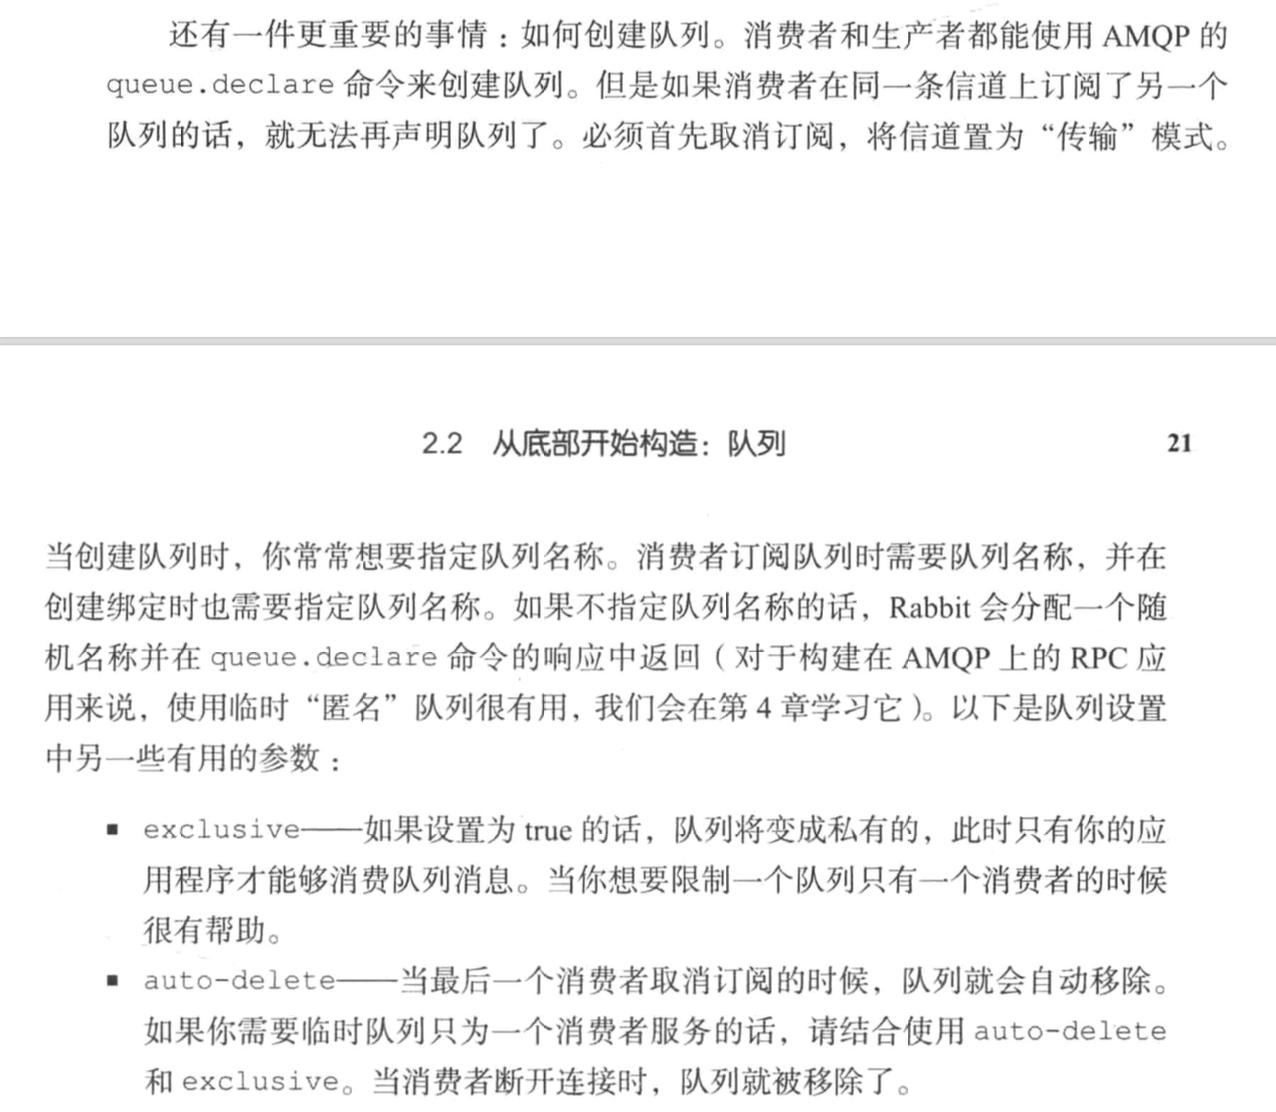 还有一件更重要的事情：如何创建队列。消费者和生产者都能使用 AMQP 的
queue.declare 命令来创建队列。但是如果消费者在同一条信道上订阅了另一个
队列的话，就无法再声明队列了。必须首先取消订阅，将信道置为“传输”模式。
2.2 从底部开始构造：队列 21
当创建队列时，你常常想要指定队列名称。消费者订阅队列时需要队列名称，并在
创建绑定时也需要指定队列名称。如果不指定队列名称的话，Rabbit 会分配一个随
机名称并在 queue.declare 命令的响应中返回（对于构建在 AMQP 上的 RPC 应
用来说，使用临时“匿名”队列很有用，我们会在第 4 章学习它）。以下是队列设置
中另一些有用的参数：
■ exclusive——如果设置为 true 的话，队列将变成私有的，此时只有你的应
用程序才能够消费队列消息。当你想要限制一个队列只有一个消费者的时候
很有帮助。
■ auto-delete——当最后一个消费者取消订阅的时候，队列就会自动移除。
如果你需要临时队列只为一个消费者服务的话，请结合使用 auto-delete
和 exclusive。当消费者断开连接时，队列就被移除了。